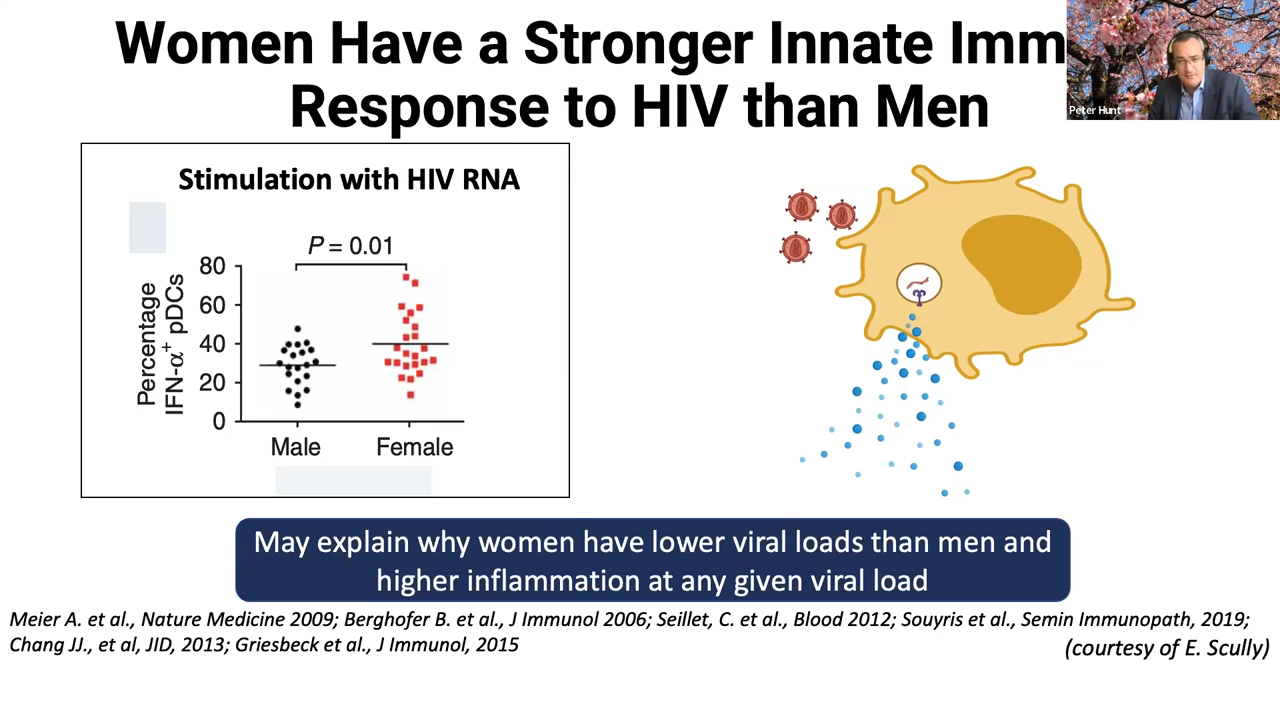 Women Have a Stronger Innate Imm
Response to HIV than Men
Peter Hunt
Stimulation with HIV RNA
P = 0.01
Percentage
IFN-α+ pDCs
80
60
40
20
0
Male
Female
May explain why women have lower viral loads than men and
higher inflammation at any given viral load
Meier A. et al., Nature Medicine 2009; Berghofer B. et al., J Immunol 2006; Seillet, C. et al., Blood 2012; Souyris et al., Semin Immunopath, 2019;
Chang JJ., et al, JID, 2013; Griesbeck et al., J Immunol, 2015
(courtesy of E. Scully)